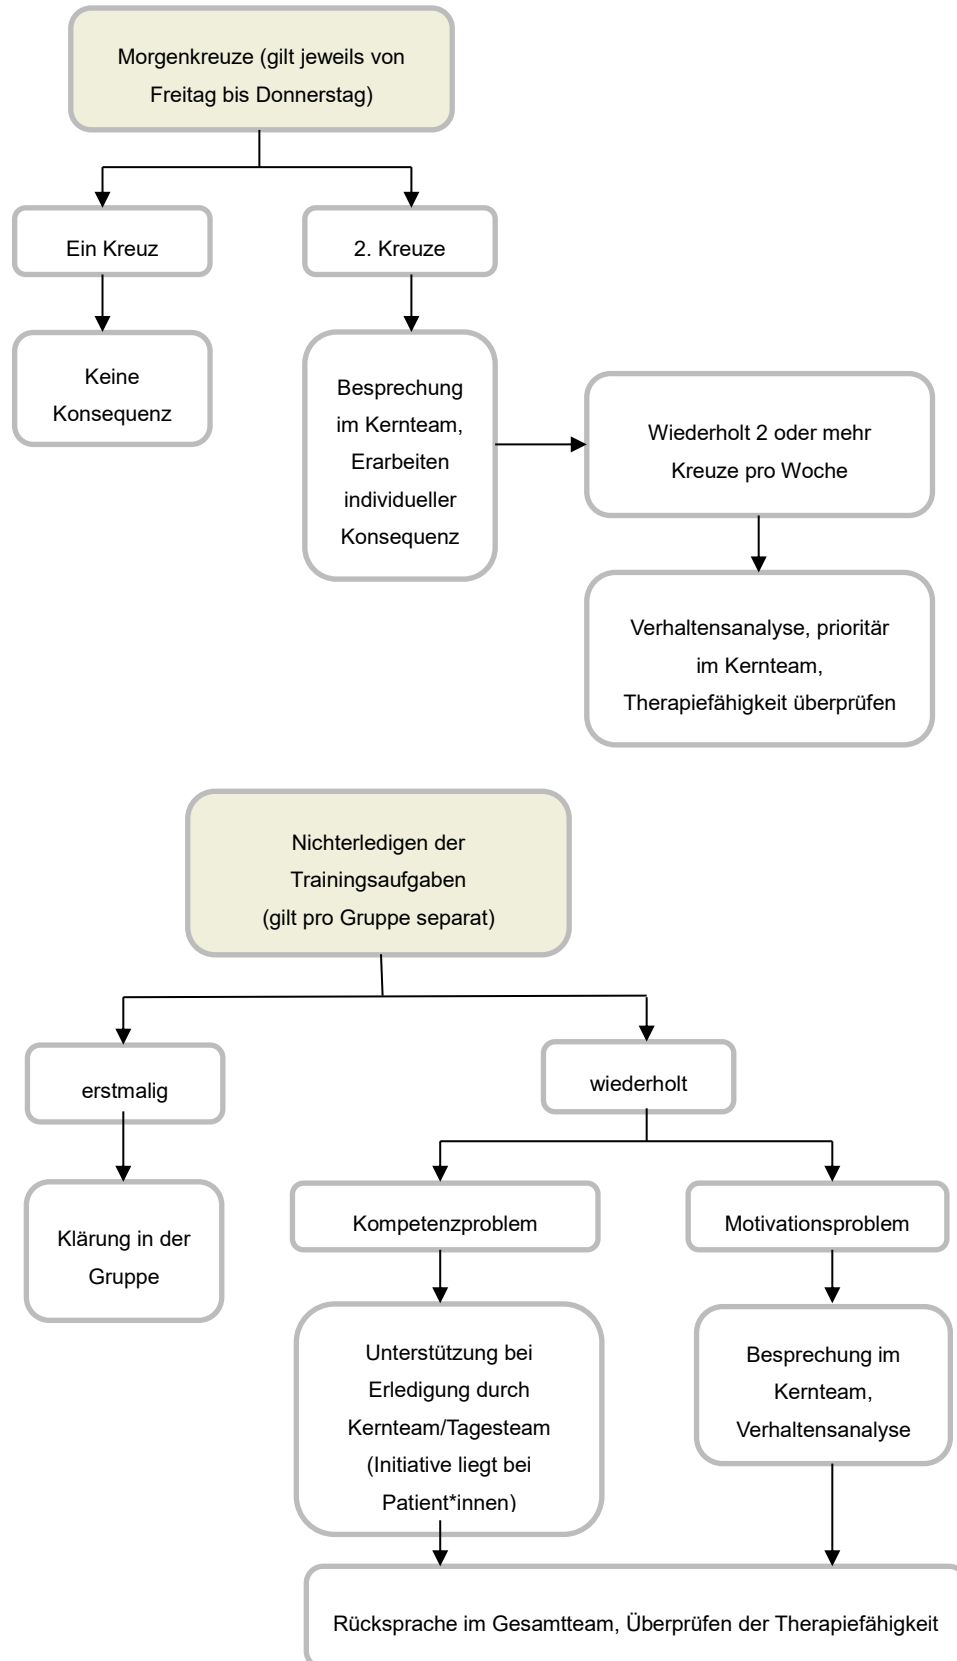 Morgenkreuze (gilt jeweils von
Freitag bis Donnerstag)
Ein Kreuz
2. Kreuze
Keine
Konsequenz
Besprechung
im Kernteam,
Erarbeiten
individueller
Konsequenz
Wiederholt 2 oder mehr
Kreuze pro Woche
Verhaltensanalyse, prioritär
im Kernteam,
Therapiefähigkeit überprüfen
Nichterledigen der
Trainingsaufgaben
(gilt pro Gruppe separat)
erstmalig
wiederholt
Klärung in der
Gruppe
Kompetenzproblem
Motivationsproblem
Unterstützung bei
Erledigung durch
Kernteam/Tagesteam
(Initiative liegt bei
Patient*innen)
Besprechung im
Kernteam,
Verhaltensanalyse
Rücksprache im Gesamtteam, Überprüfen der Therapiefähigkeit